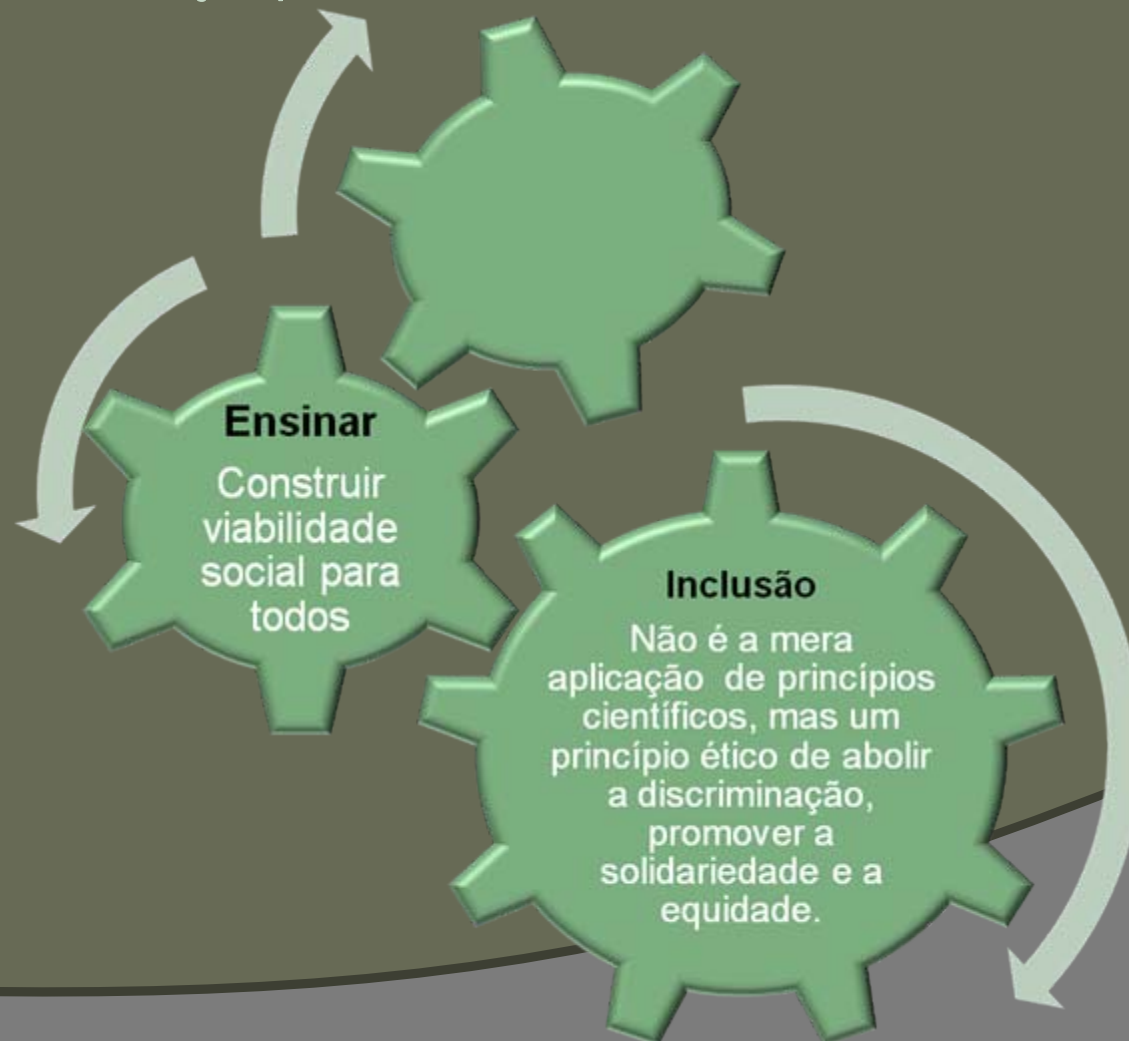 Ensinar
Construir
viabilidade
social para
todos
Inclusão
Não é a mera
aplicação de princípios
científicos, mas um
princípio ético de abolir
a discriminação,
promover a
solidariedade e a
equidade.